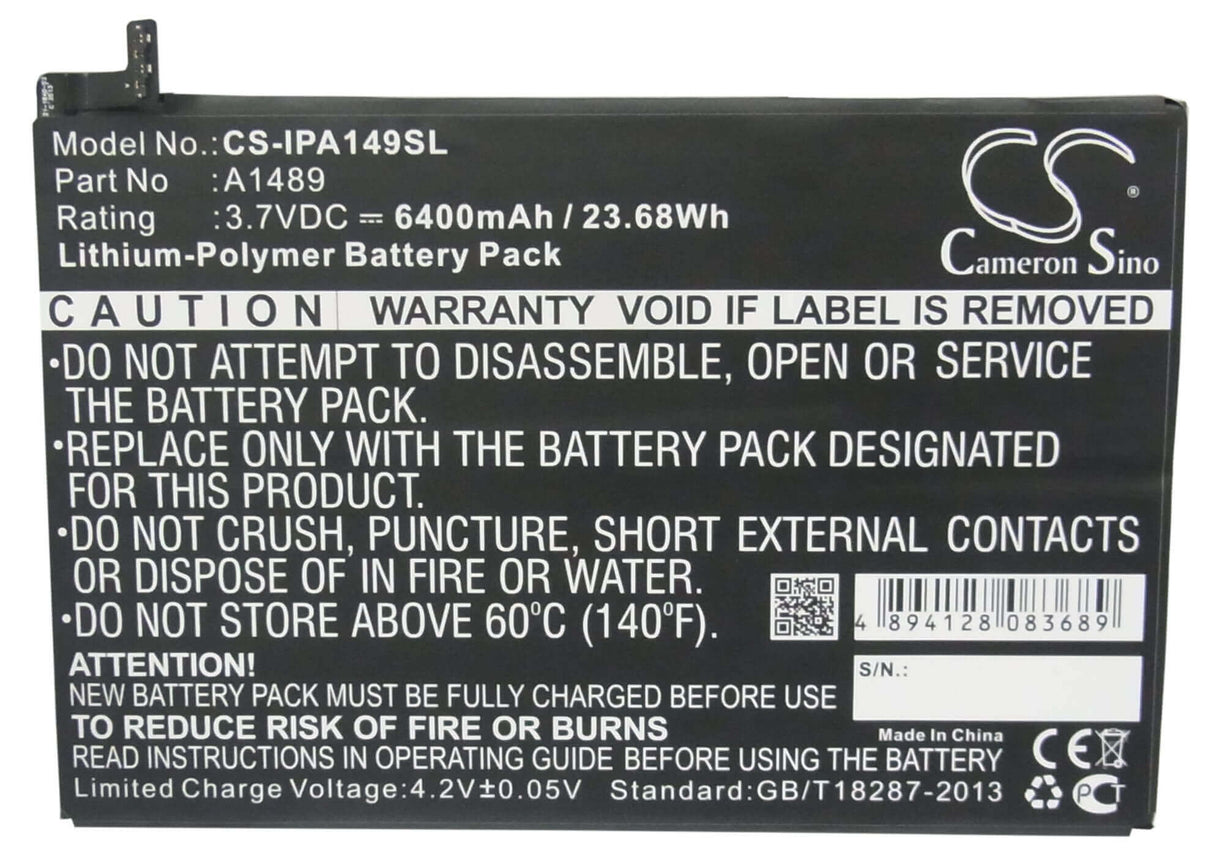 Model No.:CS-IPA149SL
Part No :A1489
Rating :3.7VDC ⎓ 6400mAh / 23.68Wh
Lithium-Polymer Battery Pack
CS ®
Cameron Sino
CAUTION WARRANTY VOID IF LABEL IS REMOVED
•DO NOT ATTEMPT TO DISASSEMBLE, OPEN OR SERVICE
THE BATTERY PACK.
•REPLACE ONLY WITH THE BATTERY PACK DESIGNATED
FOR THIS PRODUCT.
•DO NOT CRUSH, PUNCTURE, SHORT EXTERNAL CONTACTS
OR DISPOSE OF IN FIRE OR WATER.
•DO NOT STORE ABOVE 60°C (140°F).
4 894128 083689
ATTENTION!
S/N.:
NEW BATTERY PACK MUST BE FULLY CHARGED BEFORE USE
TO REDUCE RISK OF FIRE OR BURNS
Made In China
READ INSTRUCTIONS IN OPERATING GUIDE BEFORE USING THE BATTERY
CE
Limited Charge Voltage:4.2V±0.05V Standard:GB/T18287-2013
PCT